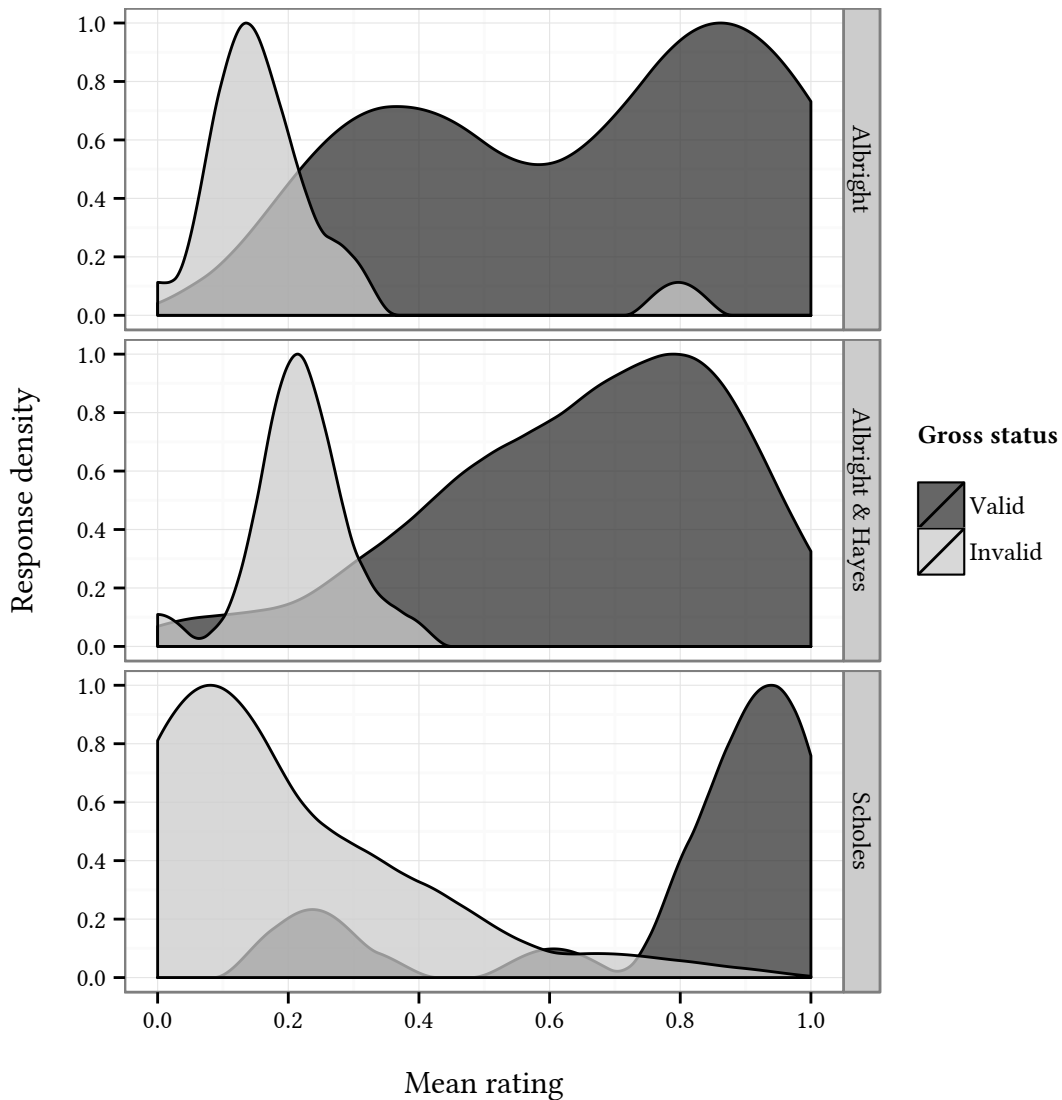 1.0
0.8
0.6
0.4
0.2
0.0
Albright
1.0
0.8
0.6
0.4
0.2
0.0
Albright & Hayes
1.0
0.8
0.6
0.4
0.2
0.0
Scholes
0.0 0.2 0.4 0.6 0.8 1.0
Mean rating
Response density
Gross status
Valid
Invalid